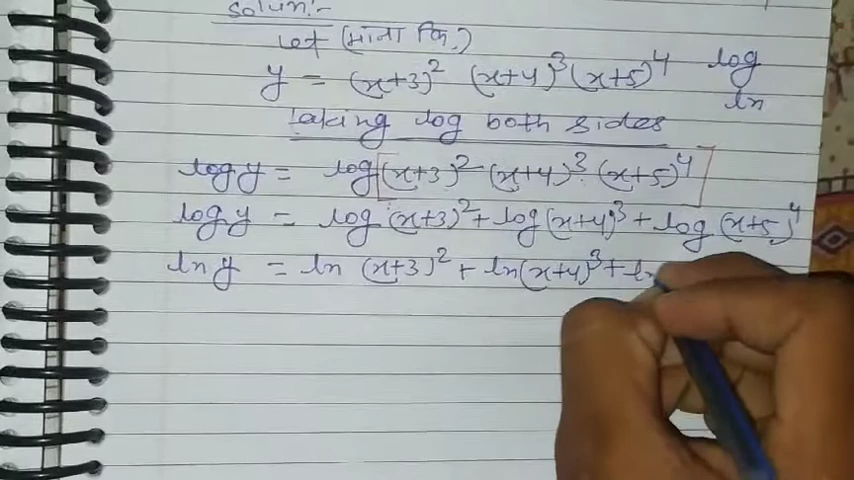 Solun:-
Let (माना कि,)
y = (x+3)² (x+4)³ (x+5)⁴ log
ln
taking log both sides
log y = log (x+3)² (x+4)³ (x+5)⁴
log y = log (x+3)² + log (x+4)³ + log (x+5)⁴
ln y = ln (x+3)² + ln (x+4)³ + ln